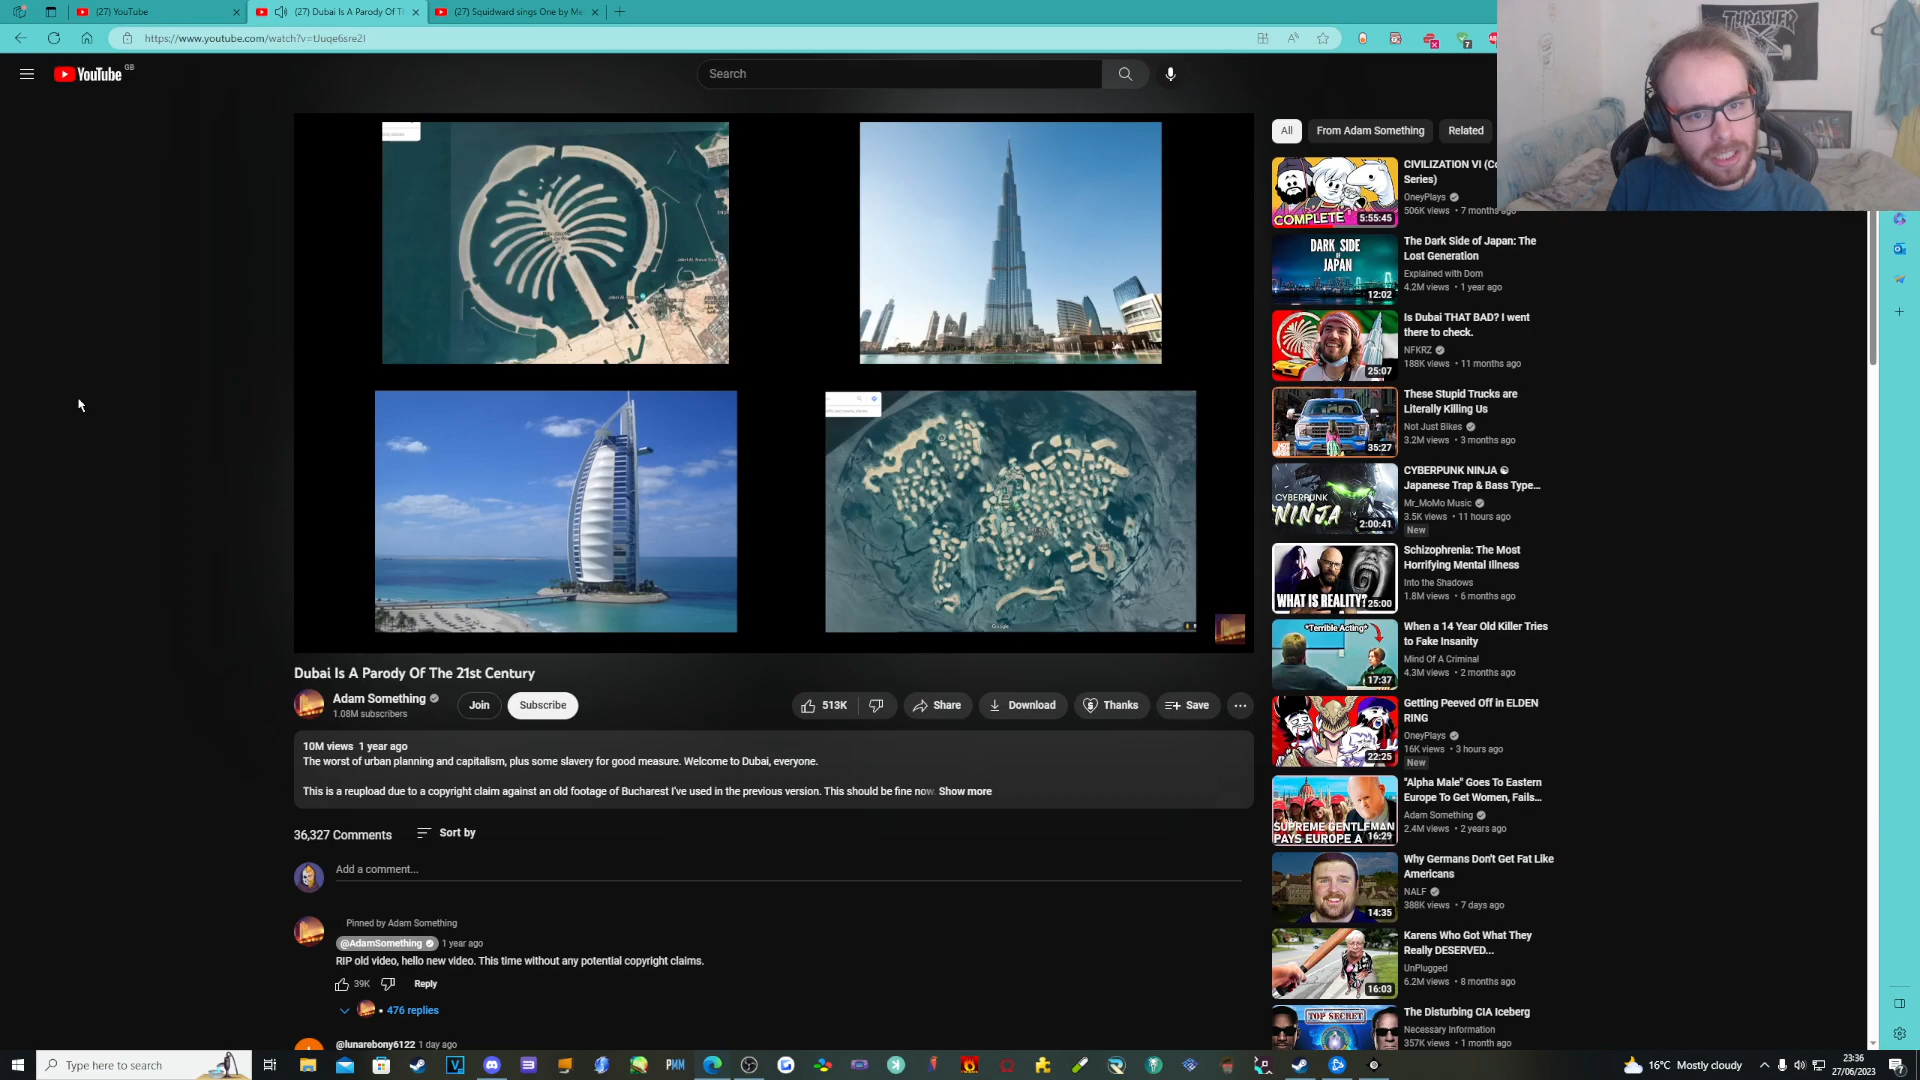 (27) YouTube
(27) Dubai Is A Parody Of Th
(27) Squidward sings One by Me
https://www.youtube.com/watch?v=tJuqe6sre2I
THRASHER
YouTube GB
Search
All
From Adam Something
Related
CIVILIZATION VI (Co
Series)
OneyPlays
506K views • 7 months ago
COMPLETE
5:55:45
DARK SIDE
OF
JAPAN
12:02
The Dark Side of Japan: The
Lost Generation
Explained with Dom
4.2M views • 1 year ago
Is Dubai THAT BAD? I went
there to check.
NFKRZ
188K views • 11 months ago
25:07
These Stupid Trucks are
Literally Killing Us
Not Just Bikes
3.2M views • 3 months ago
35:27
CYBERPUNK
NINJA
2:00:41
CYBERPUNK NINJA
Japanese Trap & Bass Type...
Mr_MoMo Music
3.5K views • 11 hours ago
New
WHAT IS REALITY?
25:00
Schizophrenia: The Most
Horrifying Mental Illness
Into the Shadows
1.8M views • 6 months ago
*Terrible Acting*
17:37
When a 14 Year Old Killer Tries
to Fake Insanity
Mind Of A Criminal
4.3M views • 2 months ago
22:25
Getting Peeved Off in ELDEN
RING
OneyPlays
16K views • 3 hours ago
New
SUPREME GENTLEMAN
PAYS EUROPE A
16:29
"Alpha Male" Goes To Eastern
Europe To Get Women, Fails...
Adam Something
2.4M views • 2 years ago
14:35
Why Germans Don't Get Fat Like
Americans
NALF
388K views • 7 days ago
16:03
Karens Who Got What They
Really DESERVED...
UnPlugged
6.2M views • 8 months ago
TOP SECRET
The Disturbing CIA Iceberg
Necessary Information
357K views • 1 month ago
Google
Dubai Is A Parody Of The 21st Century
Adam Something
1.08M subscribers
Join
Subscribe
513K
Share
Download
Thanks
Save
10M views 1 year ago
The worst of urban planning and capitalism, plus some slavery for good measure. Welcome to Dubai, everyone.
This is a reupload due to a copyright claim against an old footage of Bucharest I've used in the previous version. This should be fine now. Show more
36,327 Comments
Sort by
Add a comment...
Pinned by Adam Something
@AdamSomething 1 year ago
RIP old video, hello new video. This time without any potential copyright claims.
39K
Reply
• 476 replies
@lunarebony6122 1 day ago
Type here to search
PMM
16°C Mostly cloudy
23:36
27/06/2023